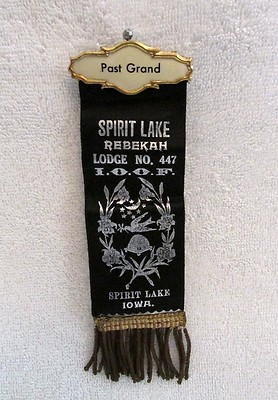 Past Grand
SPIRIT LAKE
REBEKAH
LODGE NO. 447
I.O.O.F.
SPIRIT LAKE
IOWA.